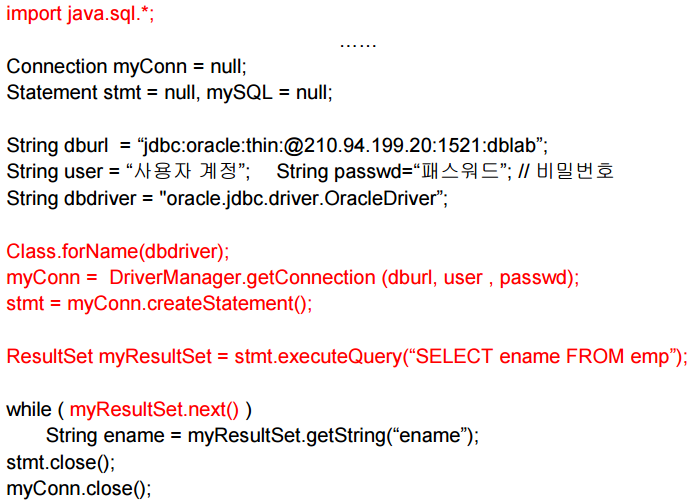 import java.sql.*;
……
Connection myConn = null;
Statement stmt = null, mySQL = null;
String dburl  = “jdbc:oracle:thin:@210.94.199.20:1521:dblab”;
String user = “사용자 계정”;    String passwd=“패스워드”; // 비밀번호
String dbdriver = "oracle.jdbc.driver.OracleDriver”;
Class.forName(dbdriver);
myConn =  DriverManager.getConnection (dburl, user , passwd);
stmt = myConn.createStatement();
ResultSet myResultSet = stmt.executeQuery(“SELECT ename FROM emp”);
while ( myResultSet.next() )
String ename = myResultSet.getString(“ename”);
stmt.close();
myConn.close();